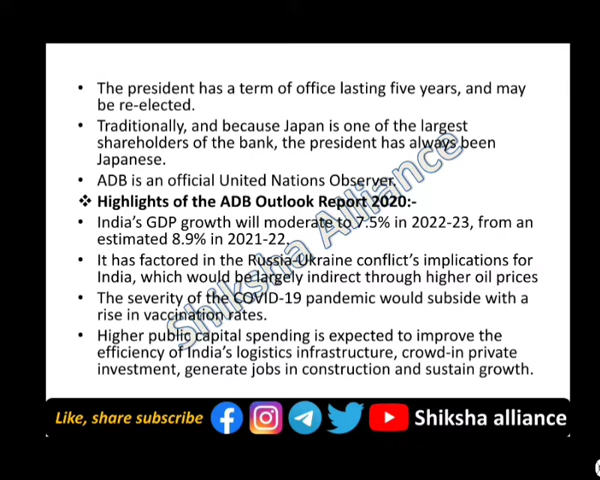 • The president has a term of office lasting five years, and may
be re-elected.
• Traditionally, and because Japan is one of the largest
shareholders of the bank, the president has always been
Japanese.
• ADB is an official United Nations Observer.
❖ Highlights of the ADB Outlook Report 2020:-
• India’s GDP growth will moderate to 7.5% in 2022-23, from an
estimated 8.9% in 2021-22.
• It has factored in the Russia-Ukraine conflict’s implications for
India, which would be largely indirect through higher oil prices
• The severity of the COVID-19 pandemic would subside with a
rise in vaccination rates.
• Higher public capital spending is expected to improve the
efficiency of India’s logistics infrastructure, crowd-in private
investment, generate jobs in construction and sustain growth.
Shiksha Alliance
Like, share subscribe Shiksha alliance